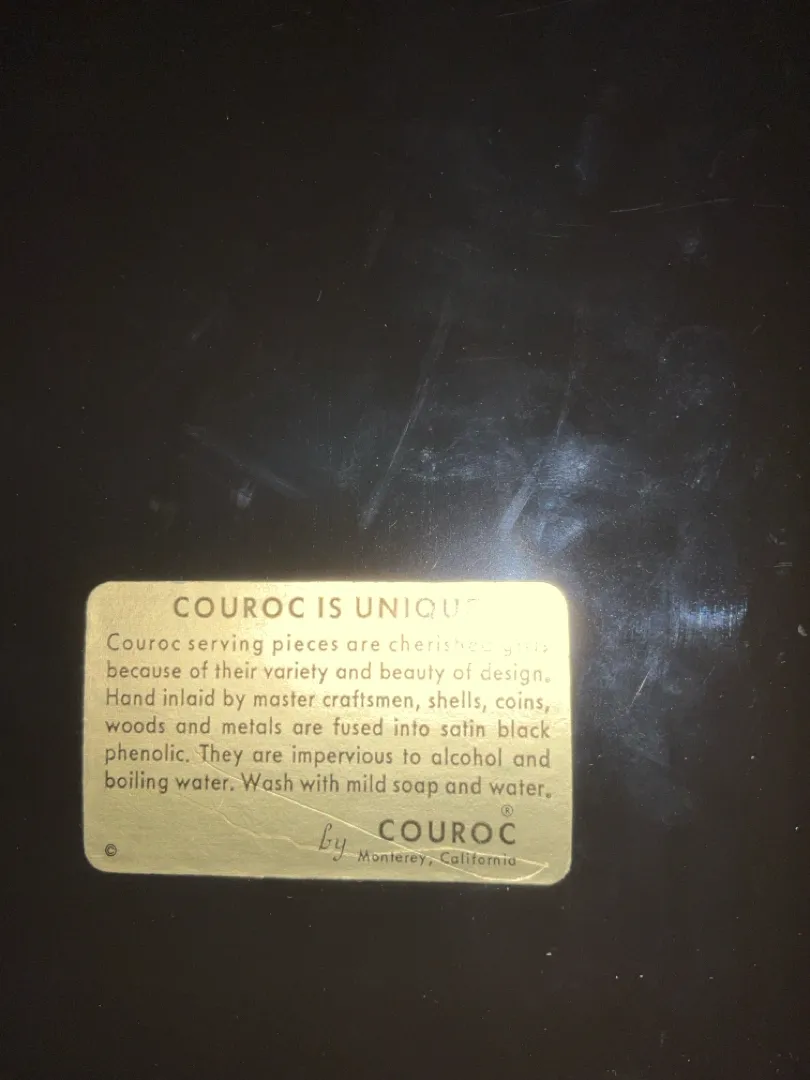 COUROC IS UNIQU
Couroc serving pieces are cherished
because of their variety and beauty of design.
Hand inlaid by master craftsmen, shells, coins,
woods and metals are fused into satin black
phenolic. They are impervious to alcohol and
boiling water. Wash with mild soap and water.
®
by COUROC
© Monterey, California